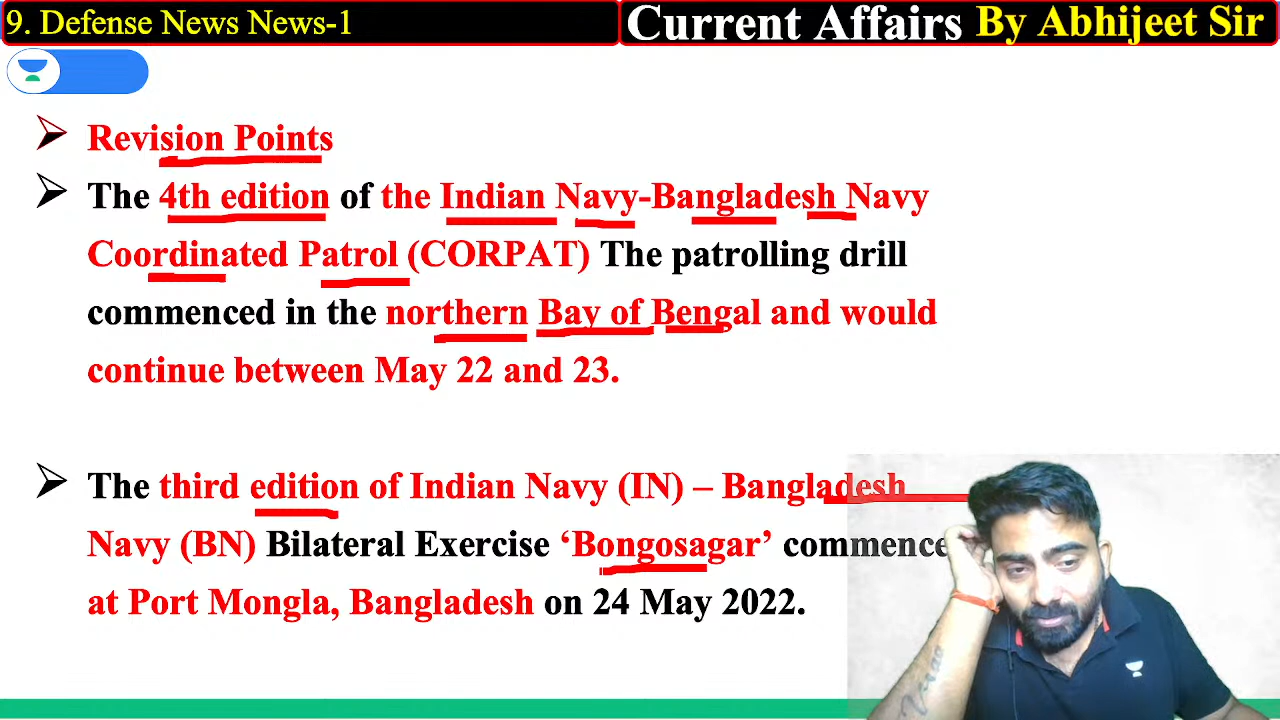 9. Defense News News-1
Current Affairs By Abhijeet Sir
Revision Points
The 4th edition of the Indian Navy-Bangladesh Navy
Coordinated Patrol (CORPAT) The patrolling drill
commenced in the northern Bay of Bengal and would
continue between May 22 and 23.
The third edition of Indian Navy (IN) – Bangladesh
Navy (BN) Bilateral Exercise ‘Bongosagar’ commence
at Port Mongla, Bangladesh on 24 May 2022.